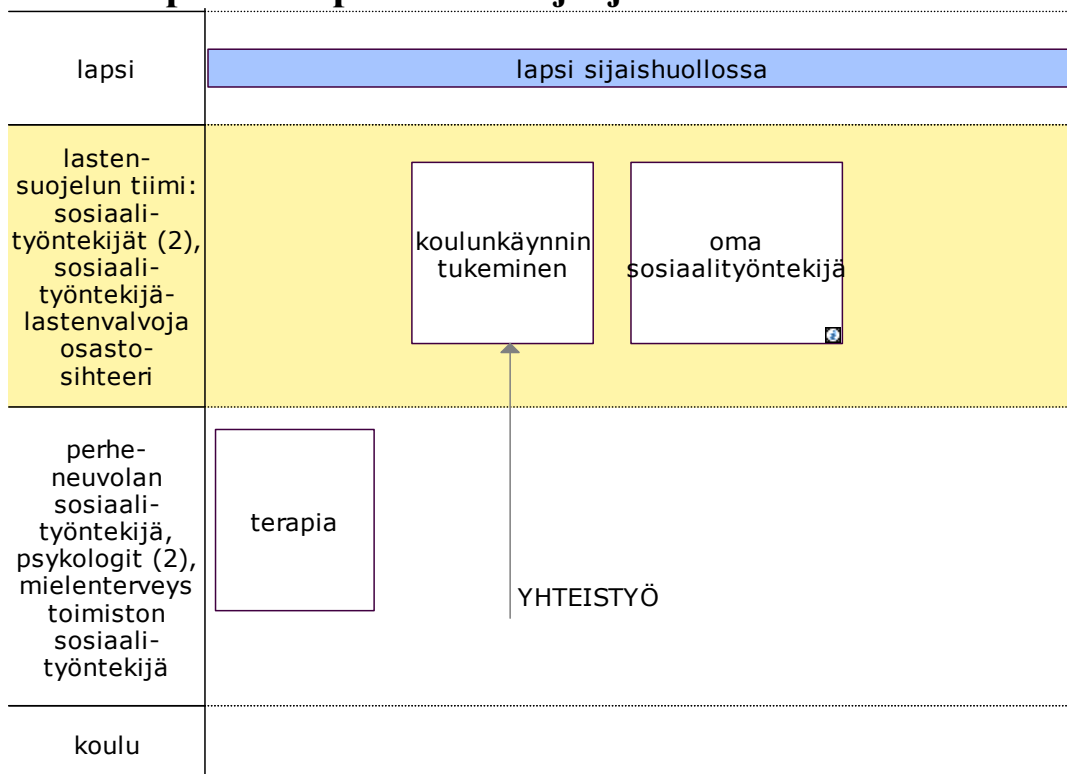 lapsi
lapsi sijaishuollossa
lasten-
suojelun tiimi:
sosiaali-
työntekijät (2),
sosiaali-
työntekijä-
lastenvalvoja
osasto-
sihteeri
koulunkäynnin
tukeminen
oma
sosiaalityöntekijä
perhe-
neuvolan
sosiaali-
työntekijä,
psykologit (2),
mielenterveys
toimiston
sosiaali-
työntekijä
terapia
YHTEISTYÖ
koulu